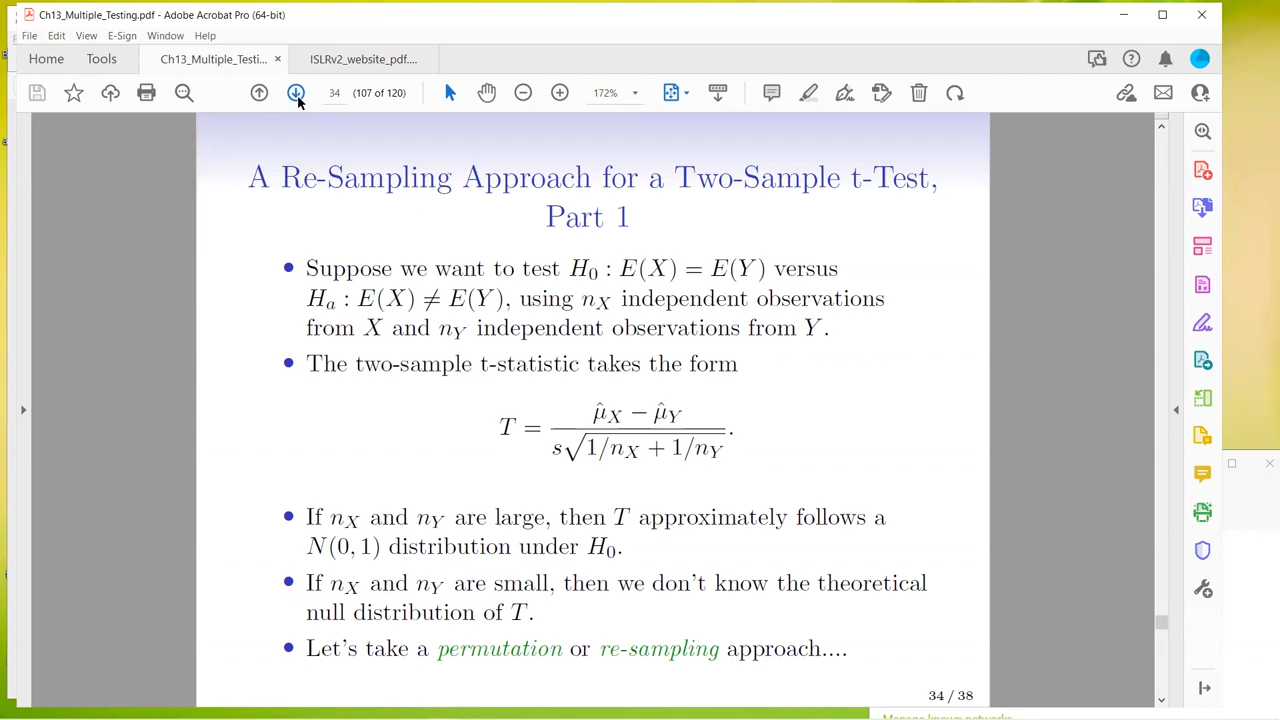 Ch13_Multiple_Testing.pdf - Adobe Acrobat Pro (64-bit)
File Edit View E-Sign Window Help
Home Tools Ch13_Multiple_Testi... × ISLRv2_website_pdf....
34 (107 of 120) 172%
A Re-Sampling Approach for a Two-Sample t-Test,
Part 1
• Suppose we want to test H₀ : E(X) = E(Y) versus
Hₐ : E(X) ≠ E(Y), using n_X independent observations
from X and n_Y independent observations from Y.
• The two-sample t-statistic takes the form
T = (μ̂_X − μ̂_Y) / (s√(1/n_X + 1/n_Y)).
• If n_X and n_Y are large, then T approximately follows a
N(0, 1) distribution under H₀.
• If n_X and n_Y are small, then we don't know the theoretical
null distribution of T.
• Let's take a permutation or re-sampling approach....
34 / 38
Manage known networks